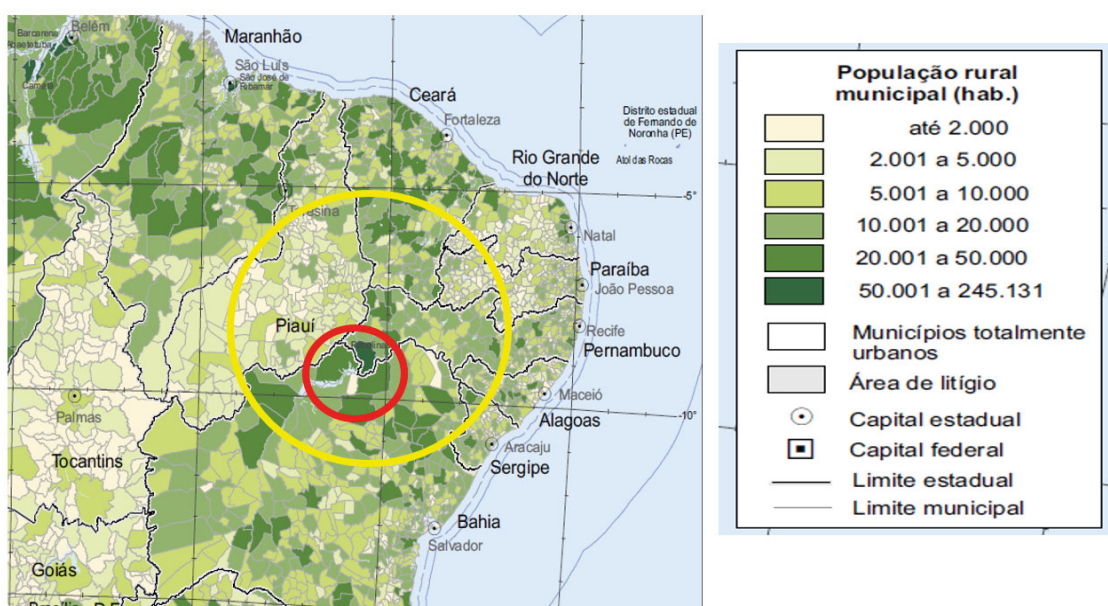 Belém
Barcarena
Abaetetuba
Cametá
Maranhão
São Luís
São José de
Ribamar
Ceará
Fortaleza
Distrito estadual
de Fernando de
Noronha (PE)
Atol das Rocas
Rio Grande
do Norte
-5°
Teresina
Natal
Paraíba
João Pessoa
Piauí
Recife
Pernambuco
Palmas
Maceió
-10°
Alagoas
Aracaju
Tocantins
Sergipe
Bahia
Salvador
Goiás
População rural
municipal (hab.)
até 2.000
2.001 a 5.000
5.001 a 10.000
10.001 a 20.000
20.001 a 50.000
50.001 a 245.131
Municípios totalmente
urbanos
Área de litígio
Capital estadual
Capital federal
Limite estadual
Limite municipal